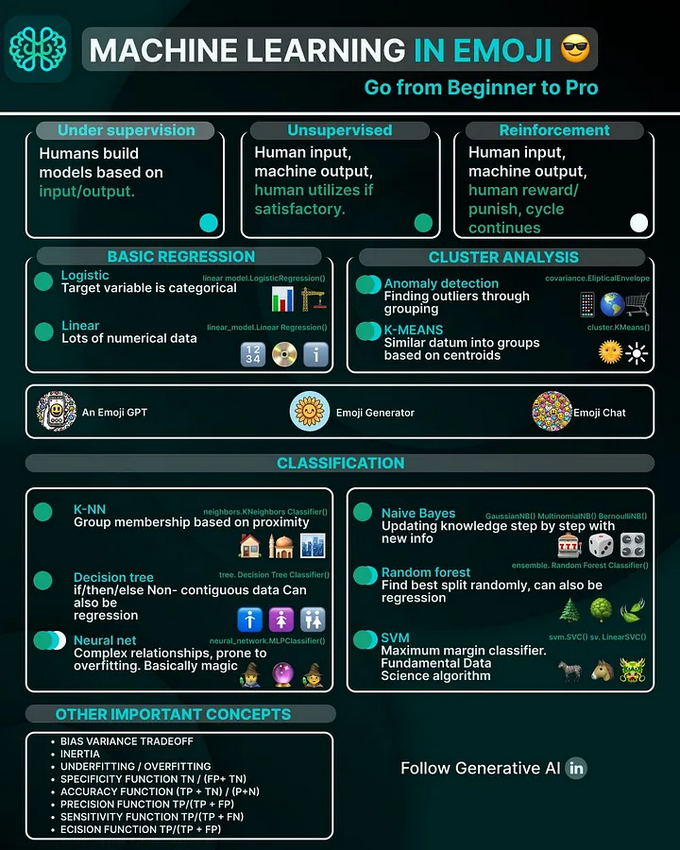 MACHINE LEARNING IN EMOJI
Go from Beginner to Pro
Under supervision
Humans build
models based on
input/output.
Unsupervised
Human input,
machine output,
human utilizes if
satisfactory.
Reinforcement
Human input,
machine output,
human reward/
punish, cycle
continues
BASIC REGRESSION
Logistic
linear model.LogisticRegression()
Target variable is categorical
Linear
linear_model.Linear Regression()
Lots of numerical data
CLUSTER ANALYSIS
covariance.ElipticalEnvelope
Anomaly detection
Finding outliers through
grouping
K-MEANS
cluster.KMeans()
Similar datum into groups
based on centroids
An Emoji GPT
Emoji Generator
Emoji Chat
CLASSIFICATION
K-NN
neighbors.KNeighbors Classifier()
Group membership based on proximity
Decision tree
tree. Decision Tree Classifier()
if/then/else Non- contiguous data Can
also be
regression
Neural net
neural_network.MLPClassifier()
Complex relationships, prone to
overfitting. Basically magic
Naive Bayes
GaussianNB() MultinomialNB() BernoulliNB()
Updating knowledge step by step with
new info
ensemble. Random Forest Classifier()
Random forest
Find best split randomly, can also be
regression
SVM
svm.SVC() sv. LinearSVC()
Maximum margin classifier.
Fundamental Data
Science algorithm
OTHER IMPORTANT CONCEPTS
• BIAS VARIANCE TRADEOFF
• INERTIA
• UNDERFITTING / OVERFITTING
• SPECIFICITY FUNCTION TN / (FP+ TN)
• ACCURACY FUNCTION (TP + TN) / (P+N)
• PRECISION FUNCTION TP/(TP + FP)
• SENSITIVITY FUNCTION TP/(TP + FN)
• ECISION FUNCTION TP/(TP + FP)
Follow Generative AI in